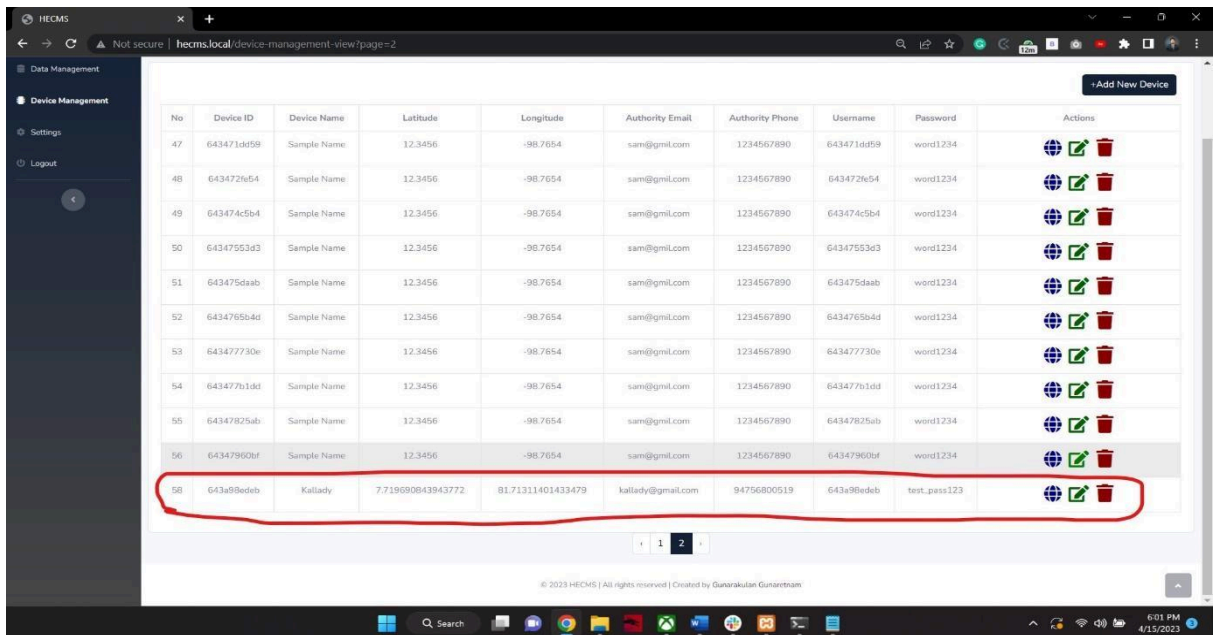 HECMS
Not secure | hecms.local/device-management-view?page=2
12m
Data Management
Device Management
Settings
Logout
+Add New Device
No Device ID Device Name Latitude Longitude Authority Email Authority Phone Username Password Actions
47 643471dd59 Sample Name 12.3456 -98.7654 sam@gmil.com 1234567890 643471dd59 word1234
48 643472fe54 Sample Name 12.3456 -98.7654 sam@gmil.com 1234567890 643472fe54 word1234
49 643474c5b4 Sample Name 12.3456 -98.7654 sam@gmil.com 1234567890 643474c5b4 word1234
50 64347553d3 Sample Name 12.3456 -98.7654 sam@gmil.com 1234567890 64347553d3 word1234
51 643475daab Sample Name 12.3456 -98.7654 sam@gmil.com 1234567890 643475daab word1234
52 6434765b4d Sample Name 12.3456 -98.7654 sam@gmil.com 1234567890 6434765b4d word1234
53 643477730e Sample Name 12.3456 -98.7654 sam@gmil.com 1234567890 643477730e word1234
54 643477b1dd Sample Name 12.3456 -98.7654 sam@gmil.com 1234567890 643477b1dd word1234
55 64347825ab Sample Name 12.3456 -98.7654 sam@gmil.com 1234567890 64347825ab word1234
56 64347960bf Sample Name 12.3456 -98.7654 sam@gmil.com 1234567890 64347960bf word1234
58 643a98edeb Kallady 7.719690843943772 81.71311401433479 kallady@gmail.com 94756800519 643a98edeb test_pass123
‹ 1 2 ›
© 2023 HECMS | All rights reserved | Created by Gunarakulan Gunaretnam
Search
6:01 PM
4/15/2023
3